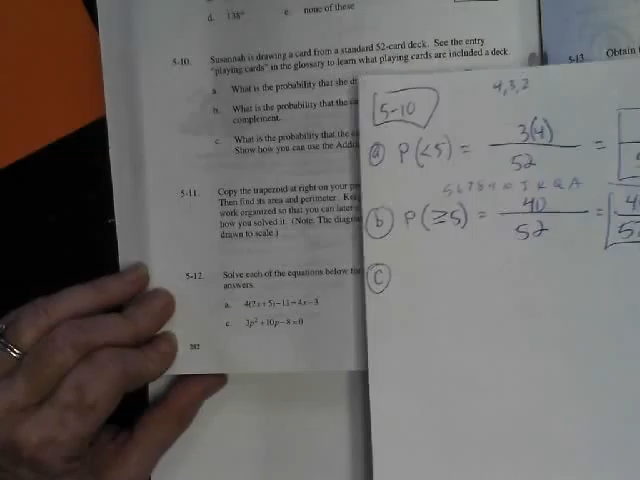 d. 138° e. none of these
5-10. Susannah is drawing a card from a standard 52-card deck. See the entry
"playing cards" in the glossary to learn what playing cards are included a deck
a. What is the probability that she
b. What is the probability that the
complement.
c. What is the probability that the
Show how you can use the
5-11. Copy the trapezoid at right on your
Then find its area and perimeter.
work organized so that you can later
how you solved it. (Note: The
drawn to scale.)
5-12. Solve each of the equations below for
answers.
a. 4(2x+5)-11=4x-3
c. 3p²+10p-8=0
5-13. Obtain
4,3,2
5-10
a P(<5) = 3(4)/52 =
5 6 7 8 9 10 J K Q A
b P(≥5) = 40/52 =
C